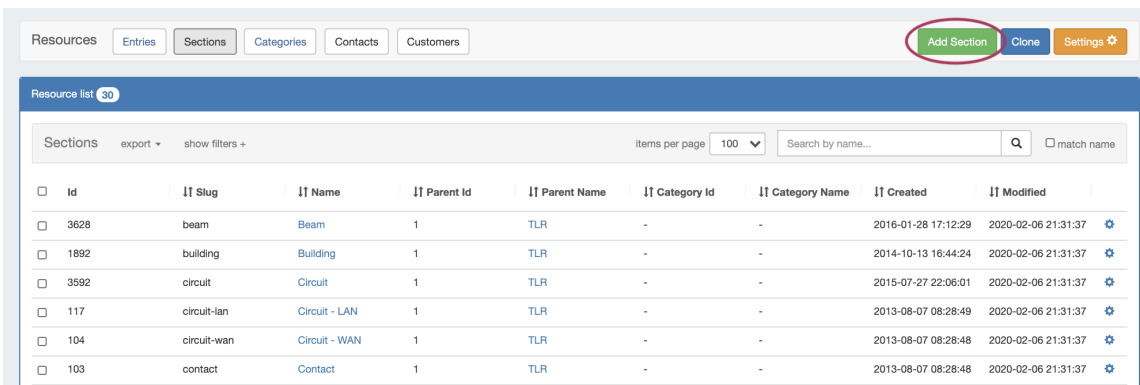 Resources Entries Sections Categories Contacts Customers Add Section Clone Settings
Resource list 30
Sections export show filters + items per page 100 Search by name... match name
Id Slug Name Parent Id Parent Name Category Id Category Name Created Modified
3628 beam Beam 1 TLR - - 2016-01-28 17:12:29 2020-02-06 21:31:37
1892 building Building 1 TLR - - 2014-10-13 16:44:24 2020-02-06 21:31:37
3592 circuit Circuit 1 TLR - - 2015-07-27 22:06:01 2020-02-06 21:31:37
117 circuit-lan Circuit - LAN 1 TLR - - 2013-08-07 08:28:49 2020-02-06 21:31:37
104 circuit-wan Circuit - WAN 1 TLR - - 2013-08-07 08:28:48 2020-02-06 21:31:37
103 contact Contact 1 TLR - - 2013-08-07 08:28:48 2020-02-06 21:31:37